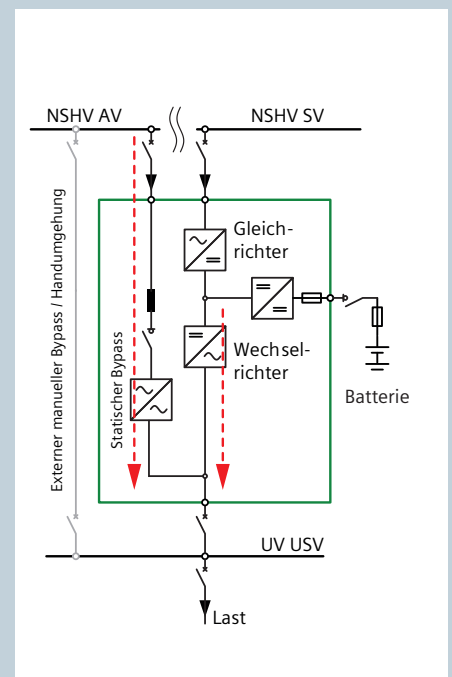 NSHV AV
NSHV SV
Externer manueller Bypass / Handumgehung
Statischer Bypass
Gleich-
richter
Wechsel-
richter
Batterie
UV USV
Last